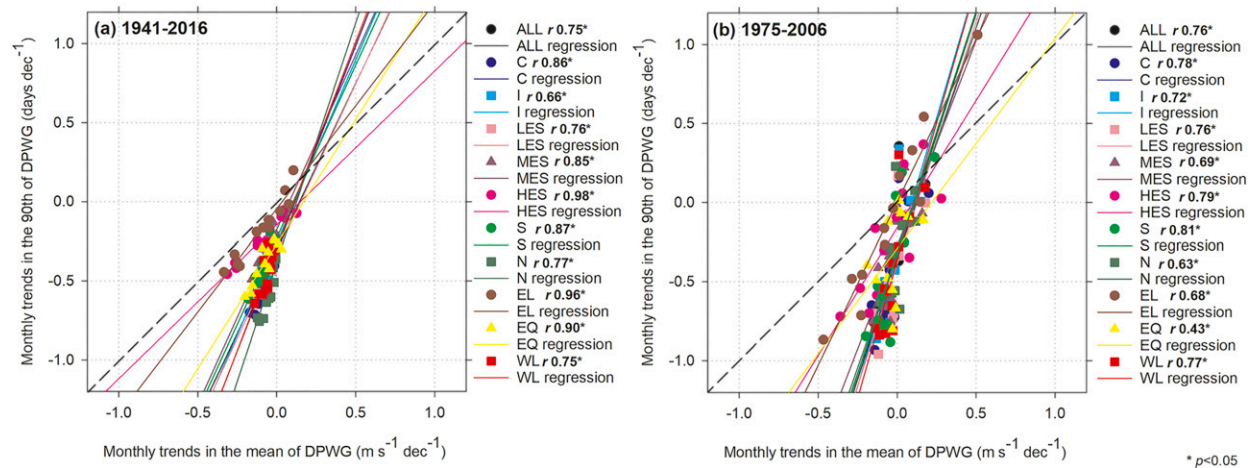 (a) 1941-2016
Monthly trends in the 90th of DPWG (days dec⁻¹)
1.0
0.5
0.0
-0.5
-1.0
-1.0 -0.5 0.0 0.5 1.0
Monthly trends in the mean of DPWG (m s⁻¹ dec⁻¹)
ALL r 0.75*
ALL regression
C r 0.86*
C regression
I r 0.66*
I regression
LES r 0.76*
LES regression
MES r 0.85*
MES regression
HES r 0.98*
HES regression
S r 0.87*
S regression
N r 0.77*
N regression
EL r 0.96*
EL regression
EQ r 0.90*
EQ regression
WL r 0.75*
WL regression
(b) 1975-2006
Monthly trends in the 90th of DPWG (days dec⁻¹)
1.0
0.5
0.0
-0.5
-1.0
-1.0 -0.5 0.0 0.5 1.0
Monthly trends in the mean of DPWG (m s⁻¹ dec⁻¹)
ALL r 0.76*
ALL regression
C r 0.78*
C regression
I r 0.72*
I regression
LES r 0.76*
LES regression
MES r 0.69*
MES regression
HES r 0.79*
HES regression
S r 0.81*
S regression
N r 0.63*
N regression
EL r 0.68*
EL regression
EQ r 0.43*
EQ regression
WL r 0.77*
WL regression
* p<0.05